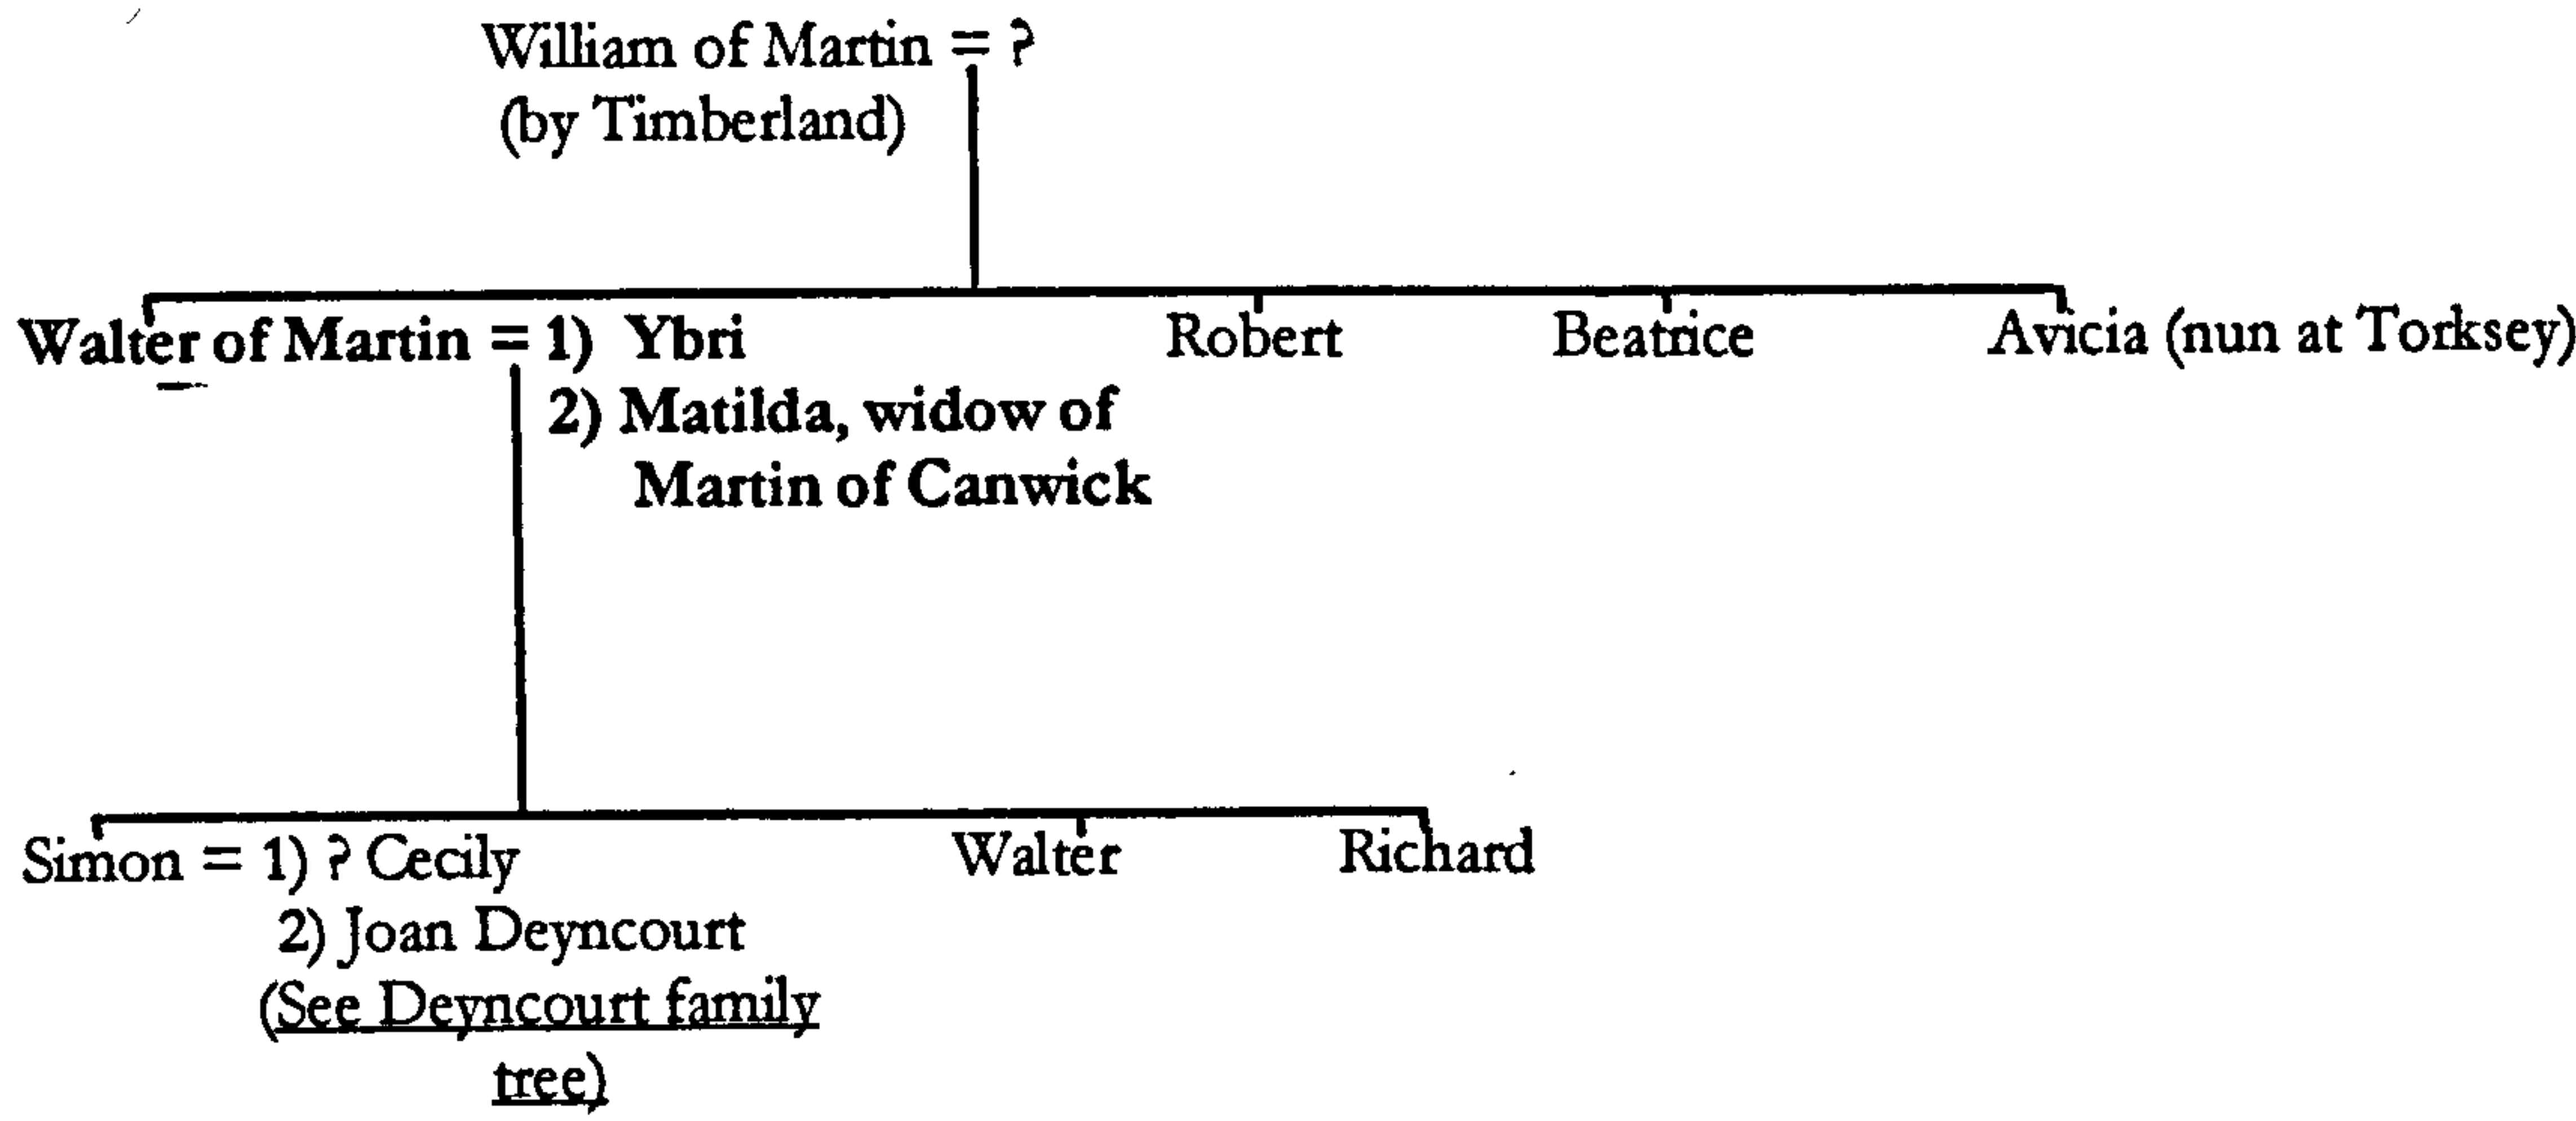 William of Martin = ?
(by Timberland)
Walter of Martin = 1) Ybri
2) Matilda, widow of
Martin of Canwick
Robert
Beatrice
Avicia (nun at Torksey)
Simon = 1) ? Cecily
2) Joan Deyncourt
(See Deyncourt family
tree)
Walter
Richard